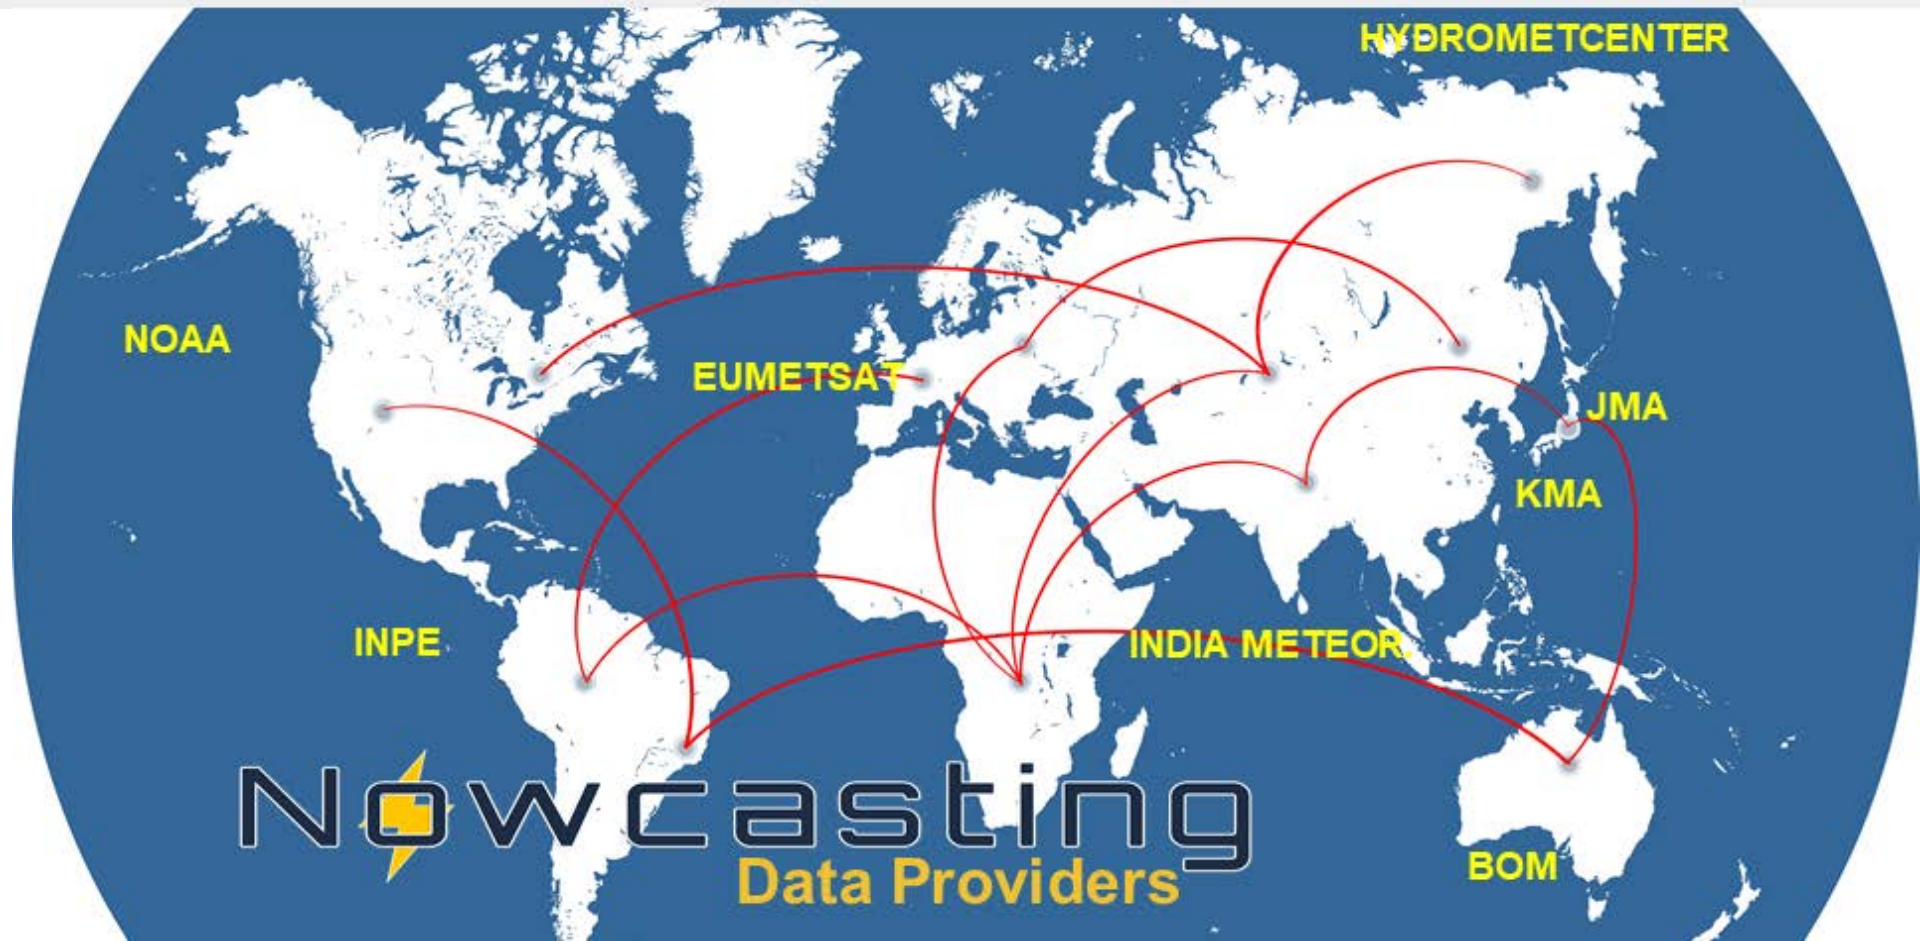 HYDROMETCENTER
NOAA
EUMETSAT
JMA
KMA
INPE
INDIA METEOR.
Nowcasting
BOM
Data Providers